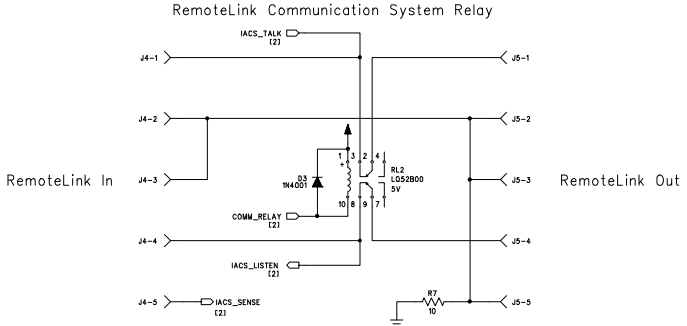 RemoteLink Communication System Relay
IACS_TALK
[2]
J4-1
J5-1
J4-2
J5-2
1 3 2 4
+
RL2
LG52B00
5V
D3
1N4001
RemoteLink In
J4-3
J5-3
RemoteLink Out
10 8 9 7
COMM_RELAY
[2]
J4-4
J5-4
IACS_LISTEN
[2]
R7
10
J4-5
IACS_SENSE
[2]
J5-5